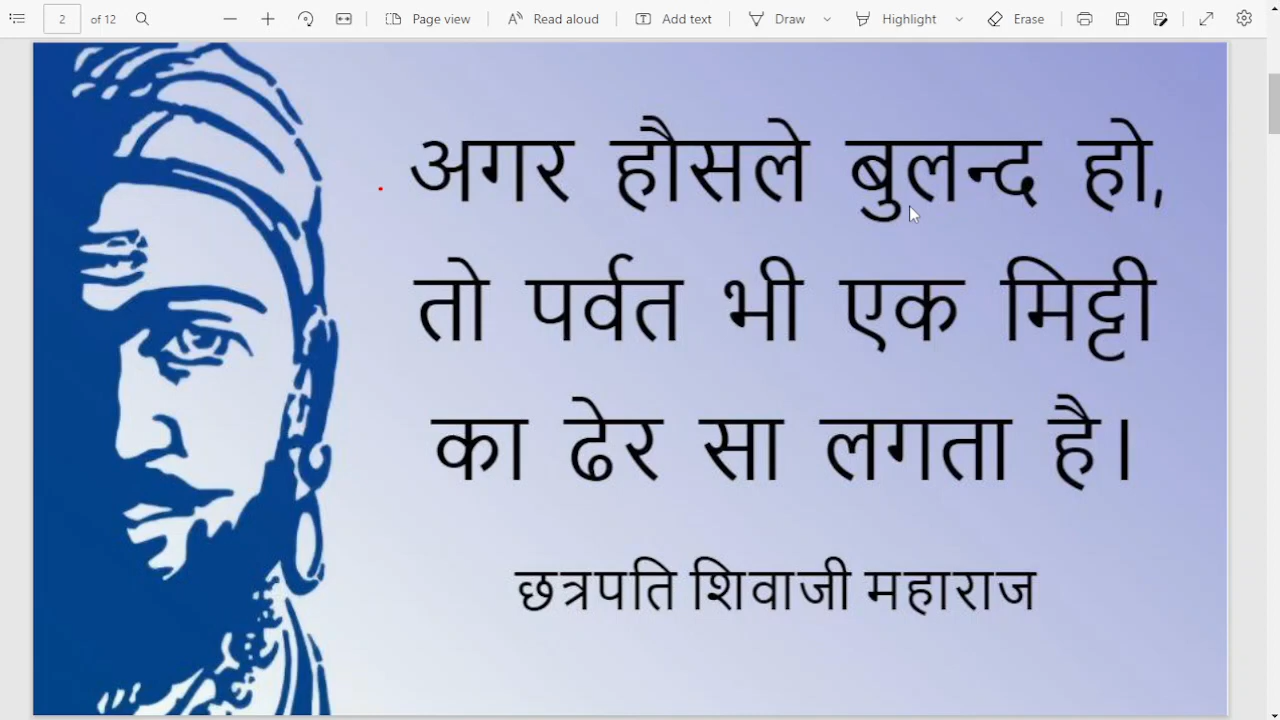 2 of 12 Page view Read aloud Add text Draw Highlight Erase
अगर हौसले बुलन्द हो,
तो पर्वत भी एक मिट्टी
का ढेर सा लगता है।
छत्रपति शिवाजी महाराज